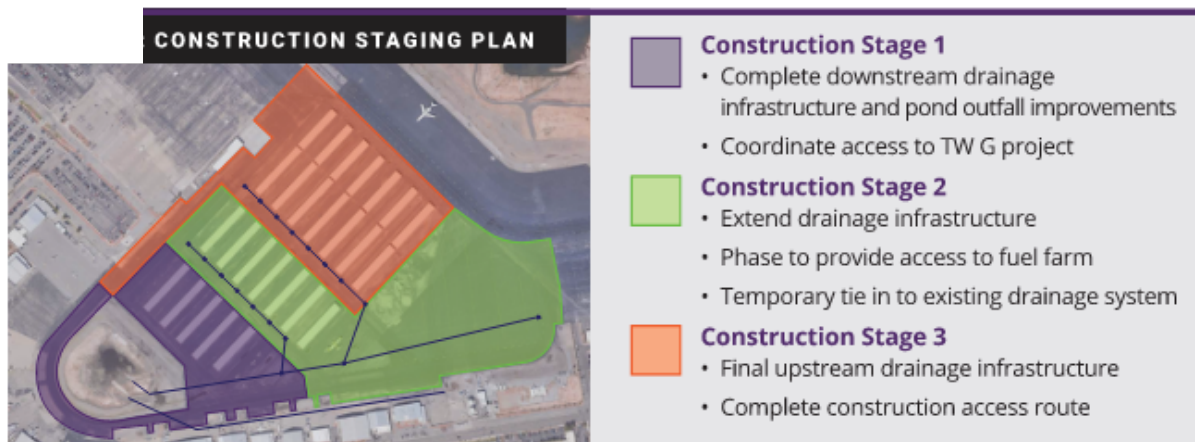 : CONSTRUCTION STAGING PLAN
Construction Stage 1
• Complete downstream drainage
infrastructure and pond outfall improvements
• Coordinate access to TW G project
Construction Stage 2
• Extend drainage infrastructure
• Phase to provide access to fuel farm
• Temporary tie in to existing drainage system
Construction Stage 3
• Final upstream drainage infrastructure
• Complete construction access route